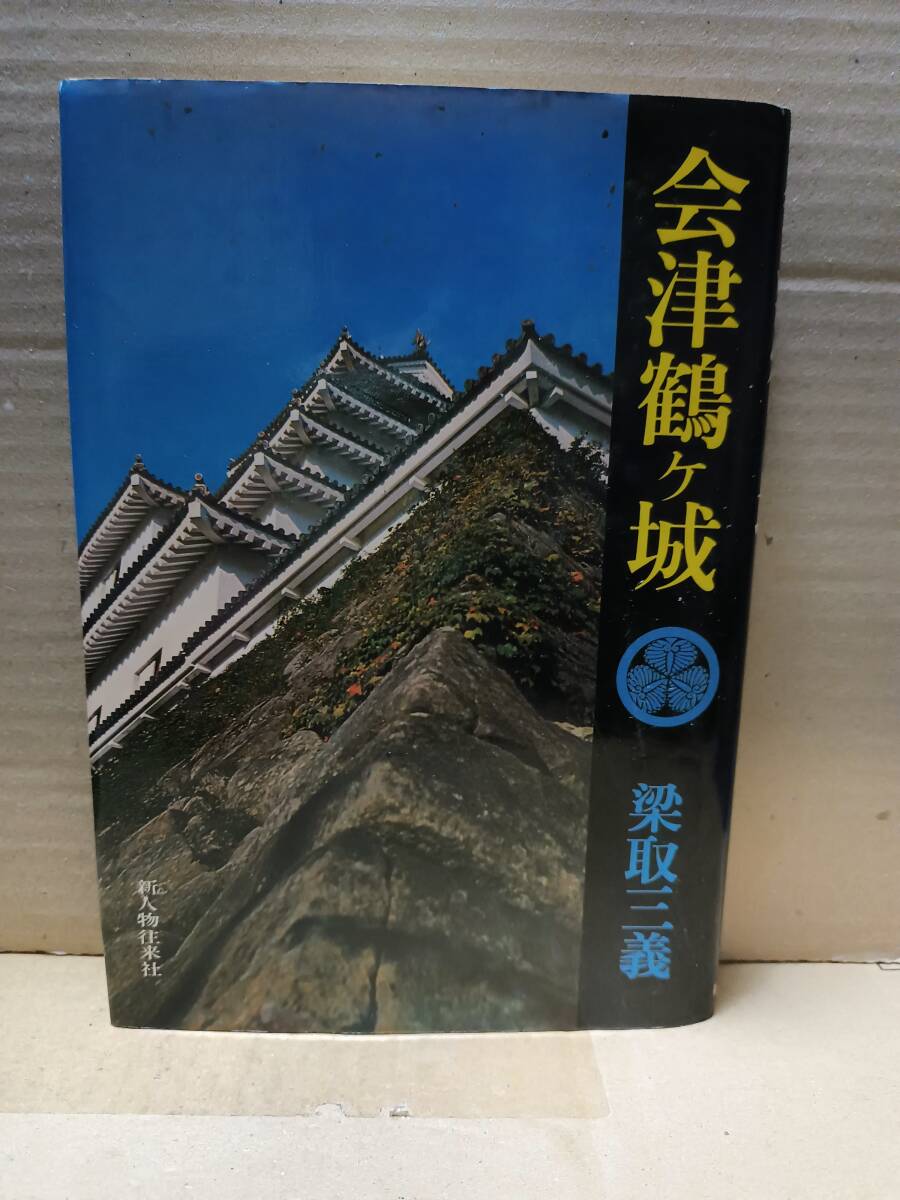 会津鶴ヶ城
梁取三義
新人物往来社